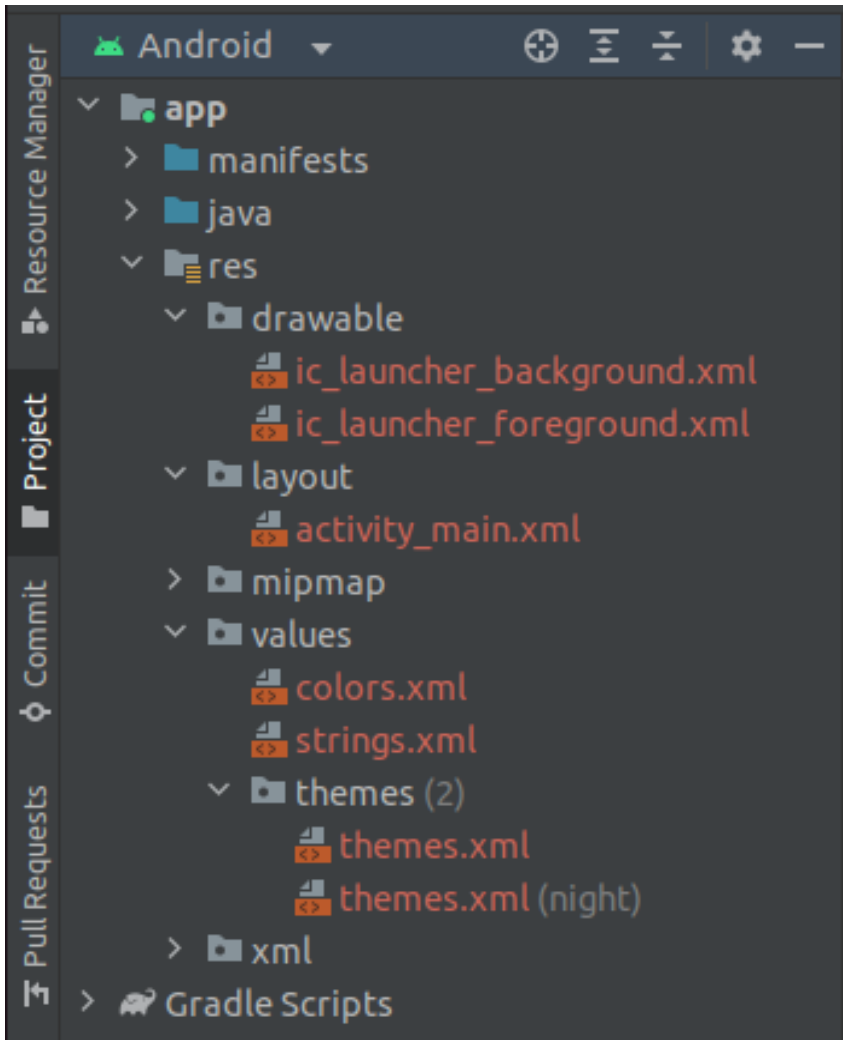 Android
app
manifests
java
res
drawable
ic_launcher_background.xml
ic_launcher_foreground.xml
layout
activity_main.xml
mipmap
values
colors.xml
strings.xml
themes (2)
themes.xml
themes.xml (night)
xml
Gradle Scripts
Resource Manager
Project
Commit
Pull Requests